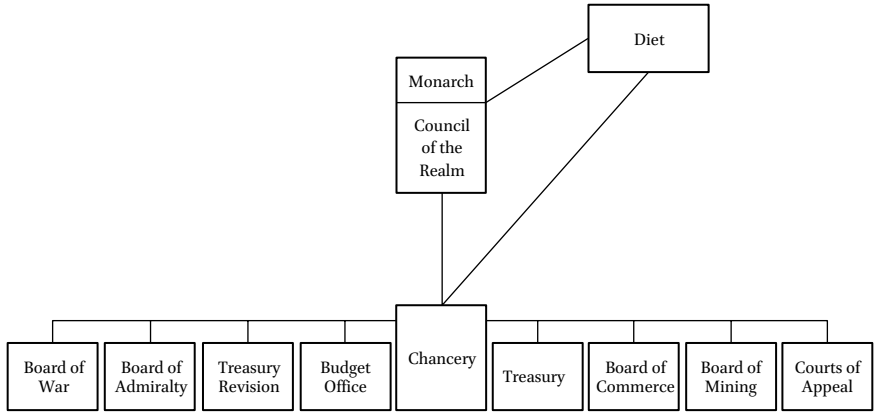 Diet
Monarch
Council
of the
Realm
Board of
War
Board of
Admiralty
Treasury
Revision
Budget
Office
Chancery
Treasury
Board of
Commerce
Board of
Mining
Courts of
Appeal